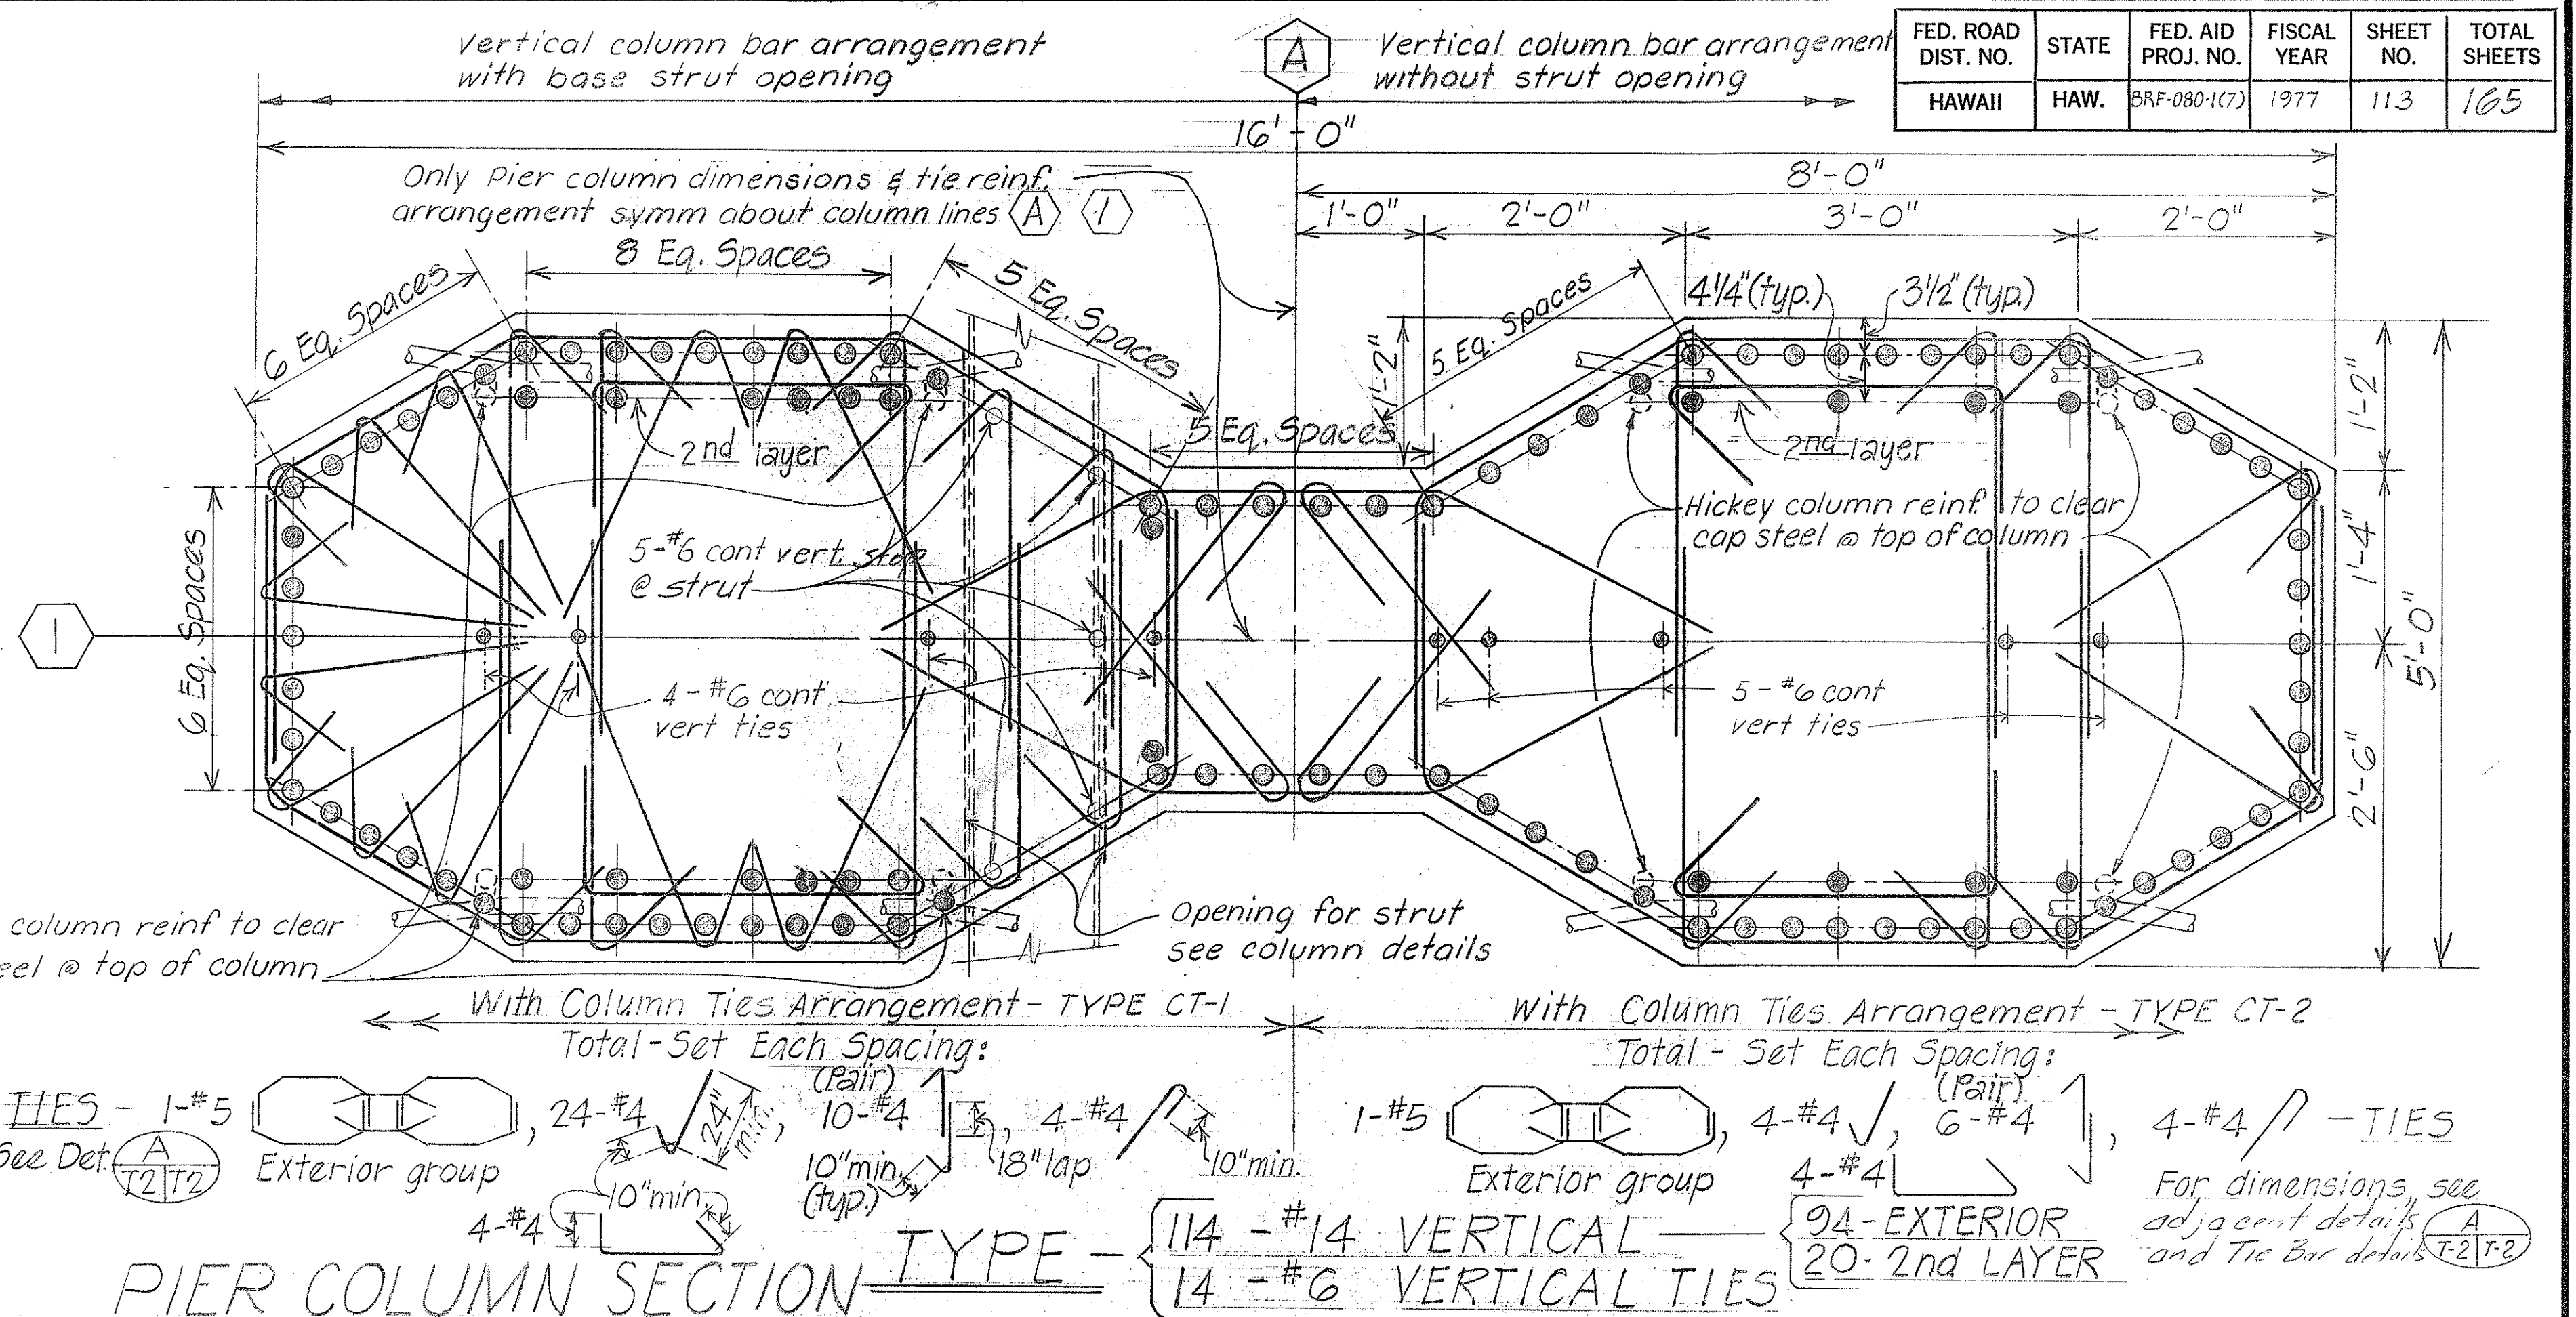 Vertical column bar arrangement
with base strut opening
A
Vertical column bar arrangement
without strut opening
FED. ROAD DIST. NO. STATE FED. AID PROJ. NO. FISCAL YEAR SHEET NO. TOTAL SHEETS
HAWAII HAW. BRF-080-1(7) 1977 113 165
16'-0"
Only Pier column dimensions & tie reinf.
arrangement symm about column lines A 1
8'-0"
1'-0" 2'-0" 3'-0" 2'-0"
6 Eq. Spaces
8 Eq. Spaces
5 Eq. Spaces
1'-2"
5 Eq. Spaces
4 1/4" (typ.)
3 1/2" (typ.)
5 Eq. Spaces
2nd layer
2nd layer
1'-2"
Hickey column reinf. to clear
cap steel @ top of column
5-#6 cont vert. stop
@ strut
1'-4"
1
6 Eq. Spaces
5'-0"
4-#6 cont
vert ties
5-#6 cont
vert ties
2'-6"
column reinf to clear
eel @ top of column
Opening for strut
see column details
With Column Ties Arrangement - TYPE CT-1
Total-Set Each Spacing:
With Column Ties Arrangement - TYPE CT-2
Total - Set Each Spacing:
TIES - 1-#5 , 24-#4 24" min. , (Pair) 10-#4 18" lap , 4-#4 10" min.
See Det. A T2 T2
Exterior group
10" min.
10" min. (typ.)
4-#4
1-#5 , 4-#4 , (Pair) 6-#4 , 4-#4 - TIES
Exterior group
4-#4
For dimensions, see
adjacent details
and Tie Bar details A T-2 T-2
PIER COLUMN SECTION TYPE -
114 - #14 VERTICAL
14 - #6 VERTICAL TIES
94 - EXTERIOR
20 - 2nd LAYER